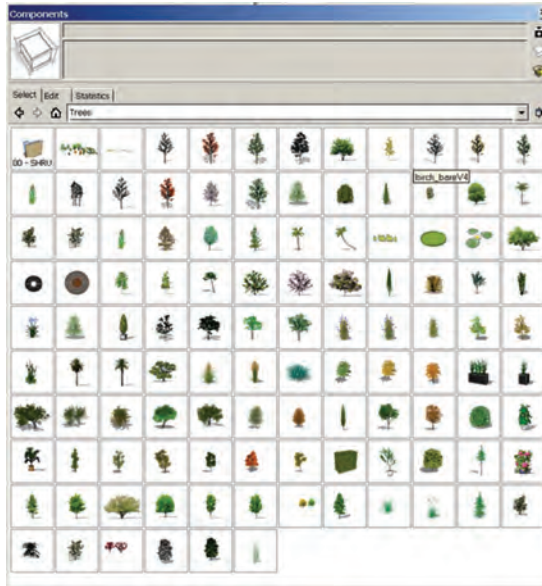 Components
Select Edit Statistics
Trees
00 - SHRU
birch_bareV4